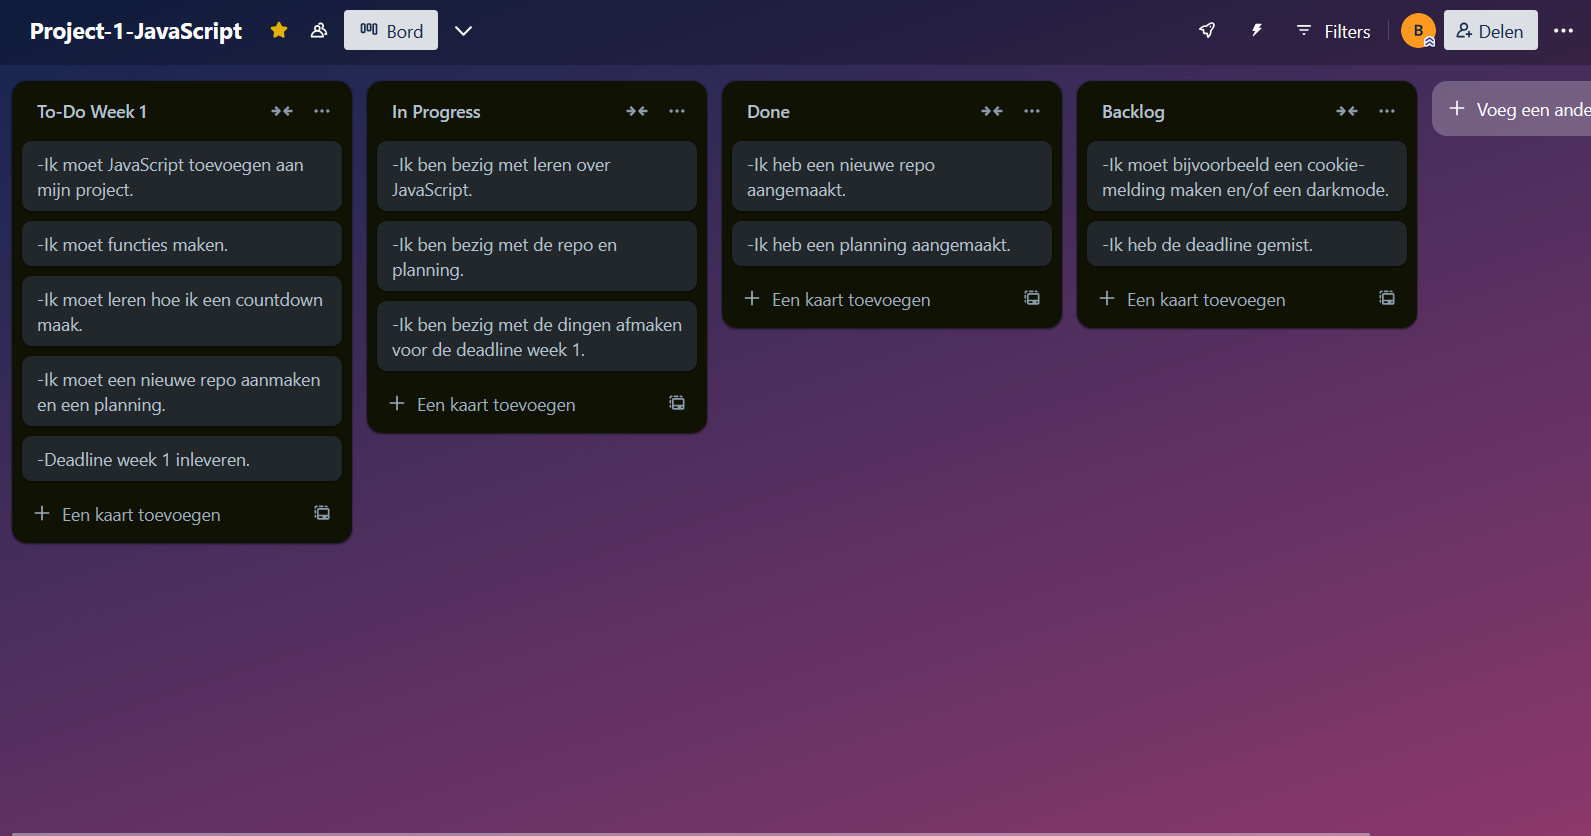 Project-1-JavaScript
Bord
Filters
B
Delen
To-Do Week 1
-Ik moet JavaScript toevoegen aan
mijn project.
-Ik moet functies maken.
-Ik moet leren hoe ik een countdown
maak.
-Ik moet een nieuwe repo aanmaken
en een planning.
-Deadline week 1 inleveren.
Een kaart toevoegen
In Progress
-Ik ben bezig met leren over
JavaScript.
-Ik ben bezig met de repo en
planning.
-Ik ben bezig met de dingen afmaken
voor de deadline week 1.
Een kaart toevoegen
Done
-Ik heb een nieuwe repo
aangemaakt.
-Ik heb een planning aangemaakt.
Een kaart toevoegen
Backlog
-Ik moet bijvoorbeeld een cookie-
melding maken en/of een darkmode.
-Ik heb de deadline gemist.
Een kaart toevoegen
Voeg een ande